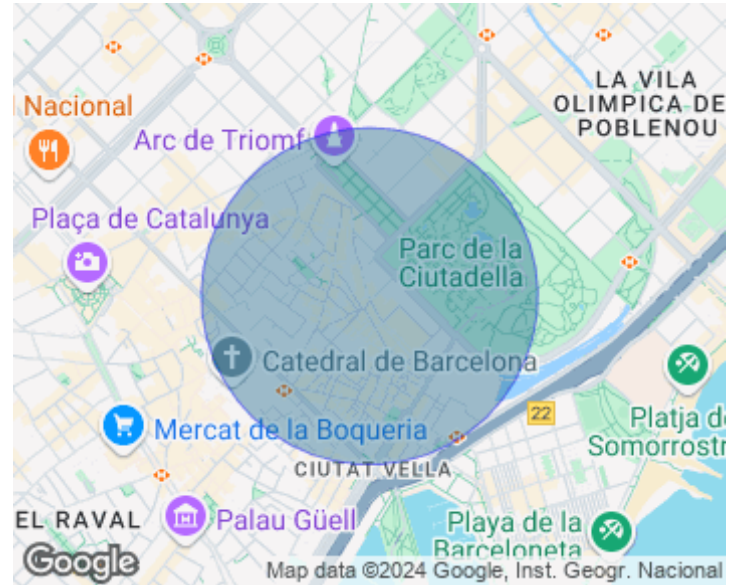 LA VILA
OLIMPICA DE
POBLENOU
Nacional
Arc de Triomf
Plaça de Catalunya
Parc de la
Ciutadella
Catedral de Barcelona
22
Mercat de la Boqueria
Platja d
Somorrostr
CIUTAT VELLA
EL RAVAL
Palau Güell
Playa de la
Barceloneta
Google
Map data ©2024 Google, Inst. Geogr. Nacional